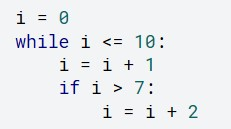 i = 0
while i <= 10:
    i = i + 1
    if i > 7:
        i = i + 2